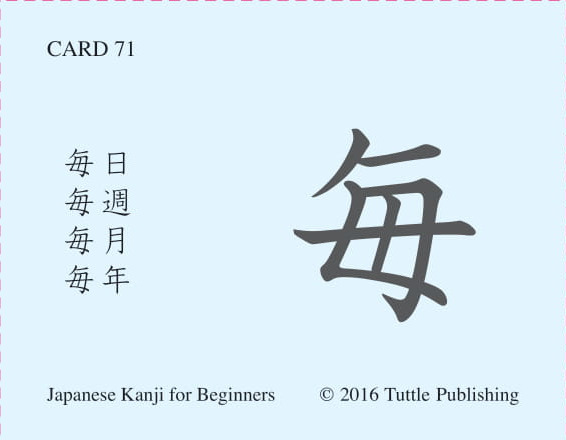 CARD 71
毎日
毎週
毎月
毎年
毎
Japanese Kanji for Beginners
© 2016 Tuttle Publishing